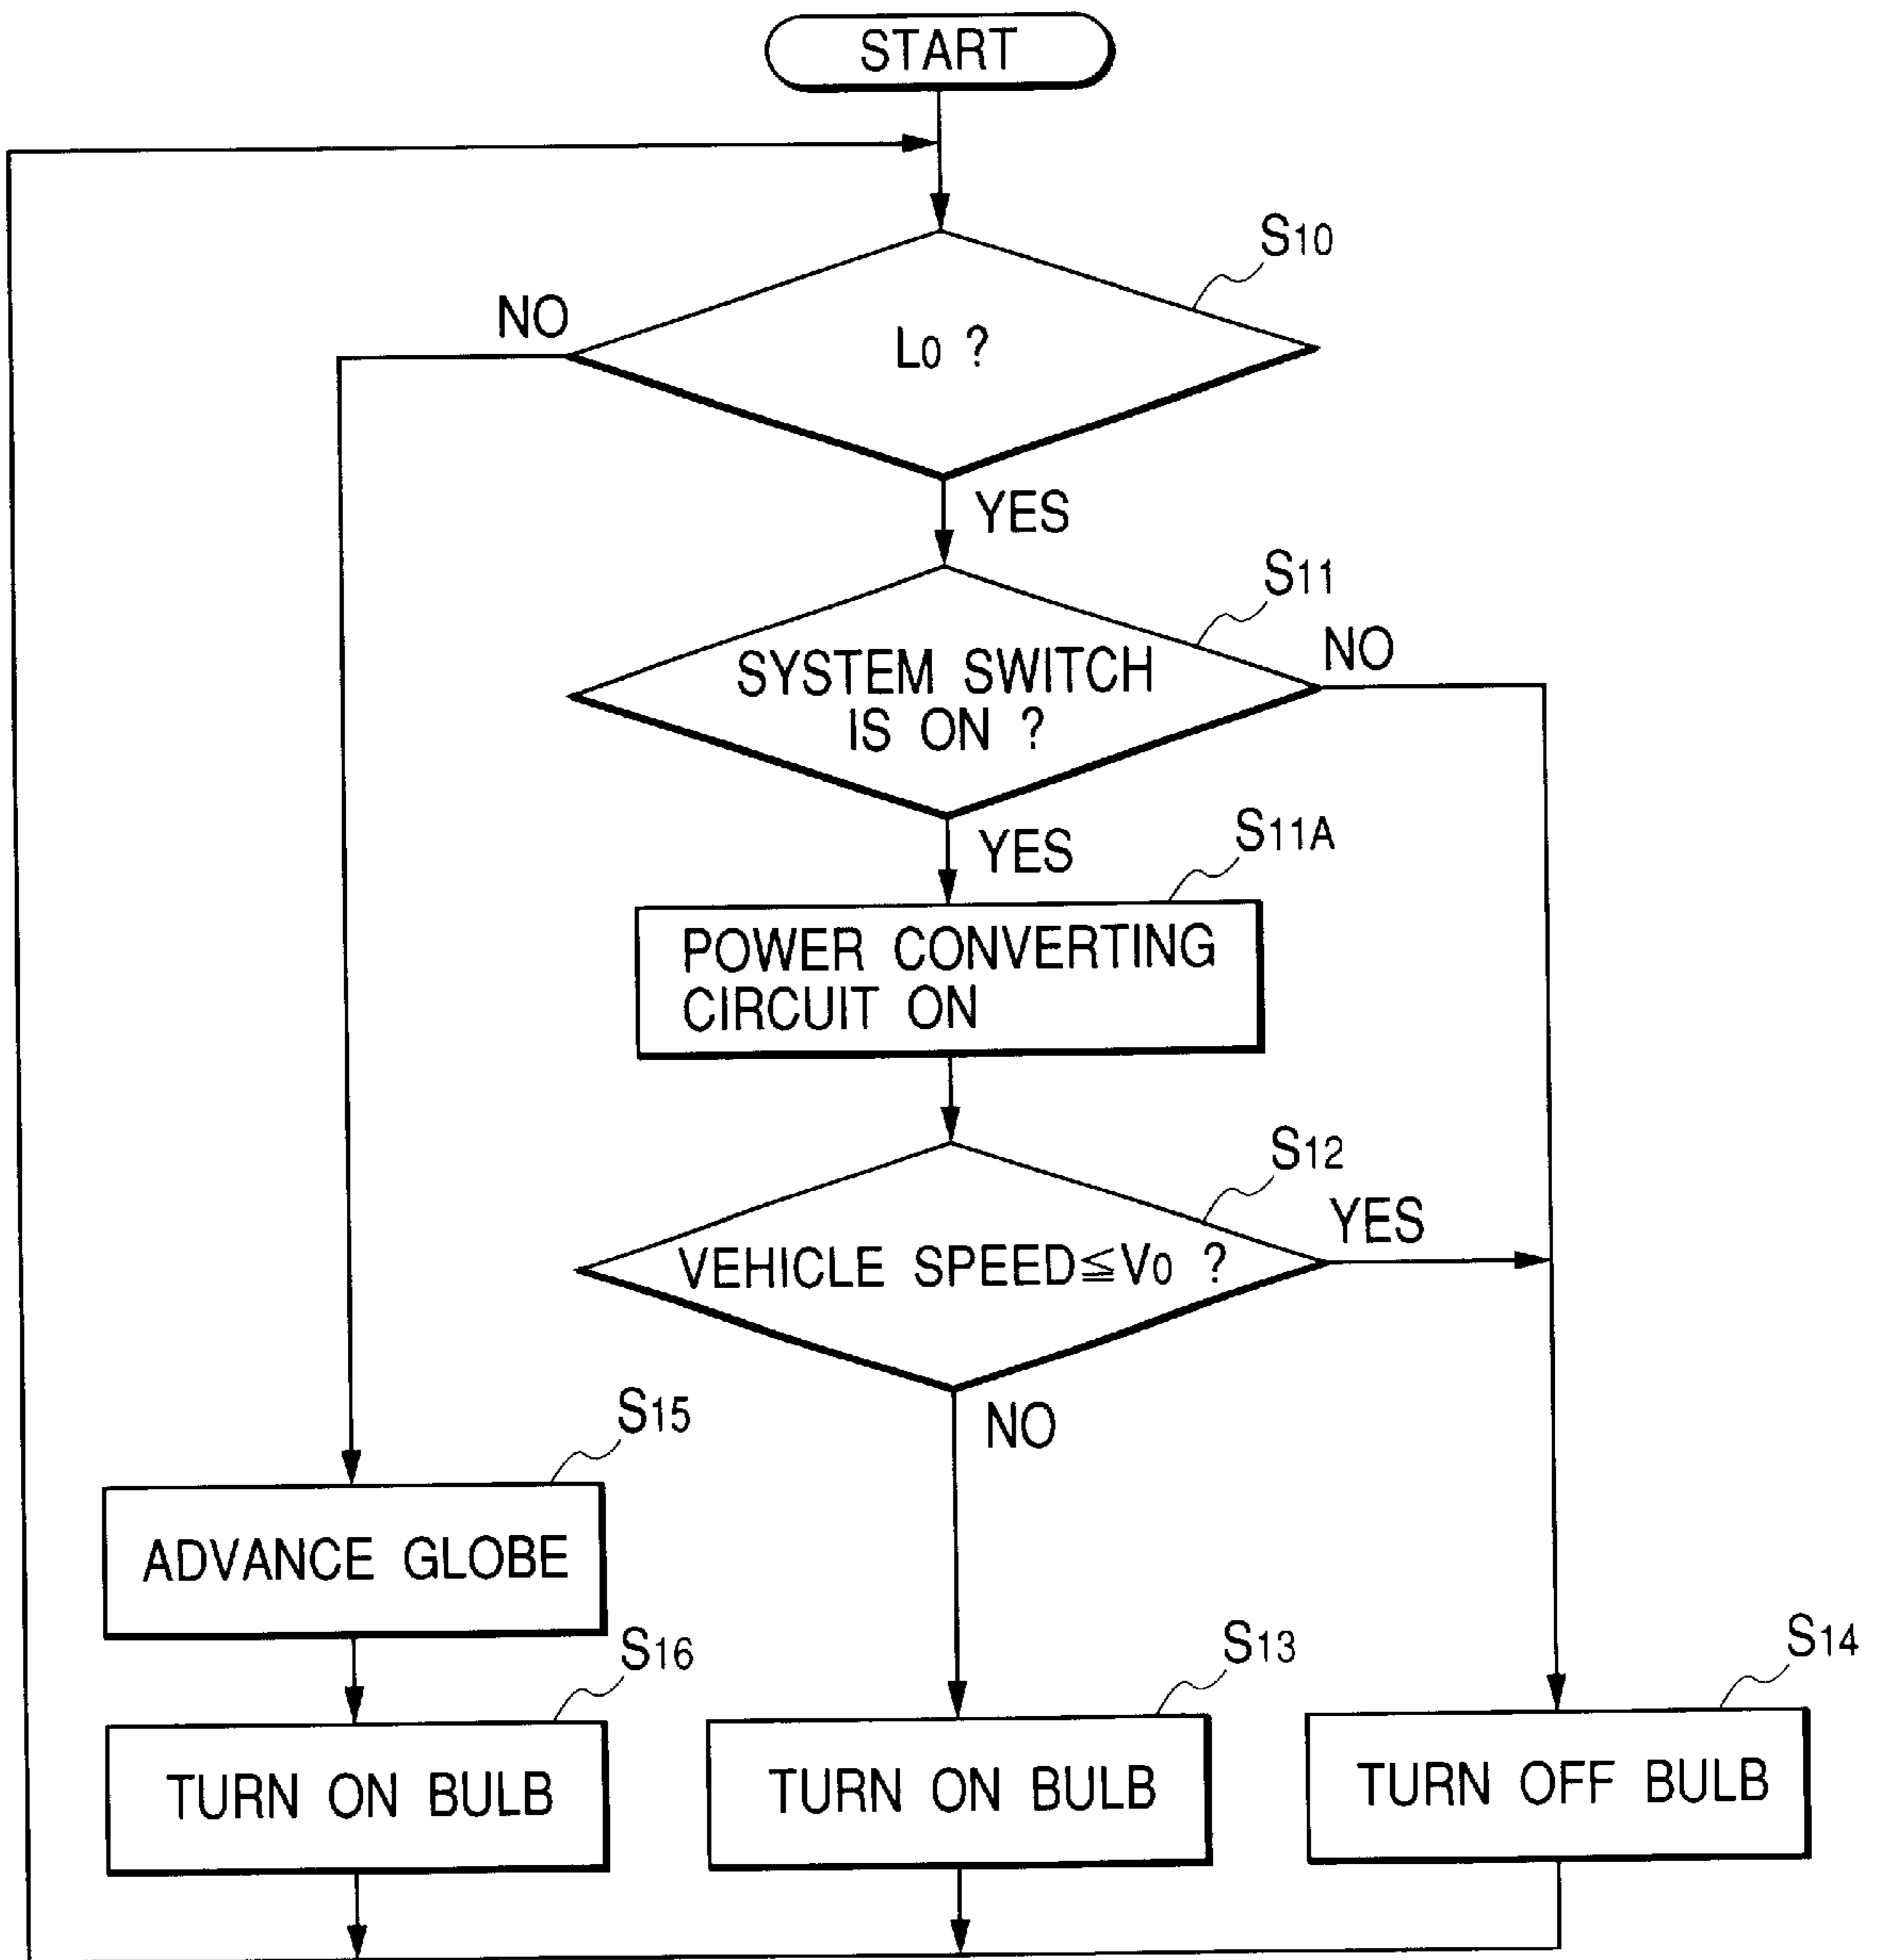 START
S10
NO
L0 ?
YES
S11
NO
SYSTEM SWITCH
IS ON ?
YES
S11A
POWER CONVERTING
CIRCUIT ON
S12
YES
VEHICLE SPEED≦V0 ?
NO
S15
ADVANCE GLOBE
S16
S13
S14
TURN ON BULB
TURN ON BULB
TURN OFF BULB